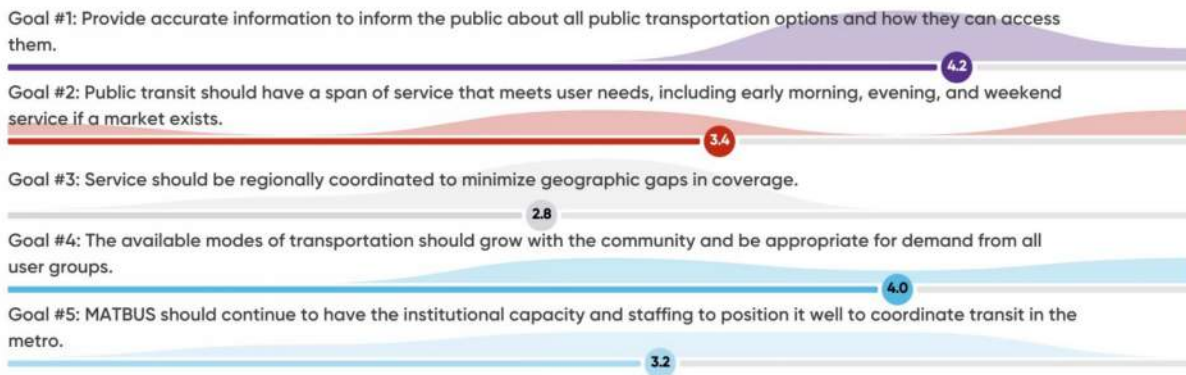 Goal #1: Provide accurate information to inform the public about all public transportation options and how they can access
them.
4.2
Goal #2: Public transit should have a span of service that meets user needs, including early morning, evening, and weekend
service if a market exists.
3.4
Goal #3: Service should be regionally coordinated to minimize geographic gaps in coverage.
2.8
Goal #4: The available modes of transportation should grow with the community and be appropriate for demand from all
user groups.
4.0
Goal #5: MATBUS should continue to have the institutional capacity and staffing to position it well to coordinate transit in the
metro.
3.2